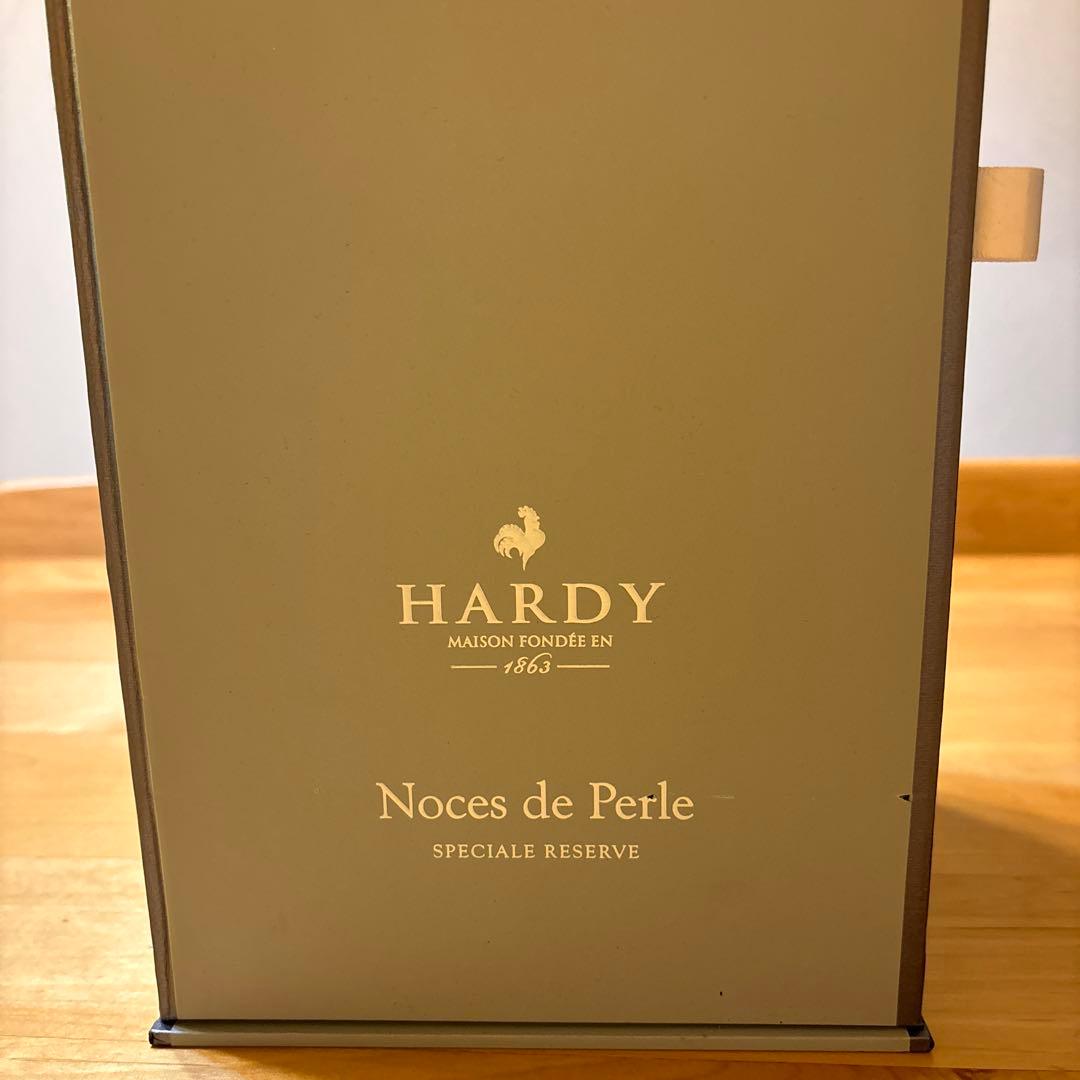 HARDY
MAISON FONDÉE EN
1863
Noces de Perle
SPECIALE RESERVE